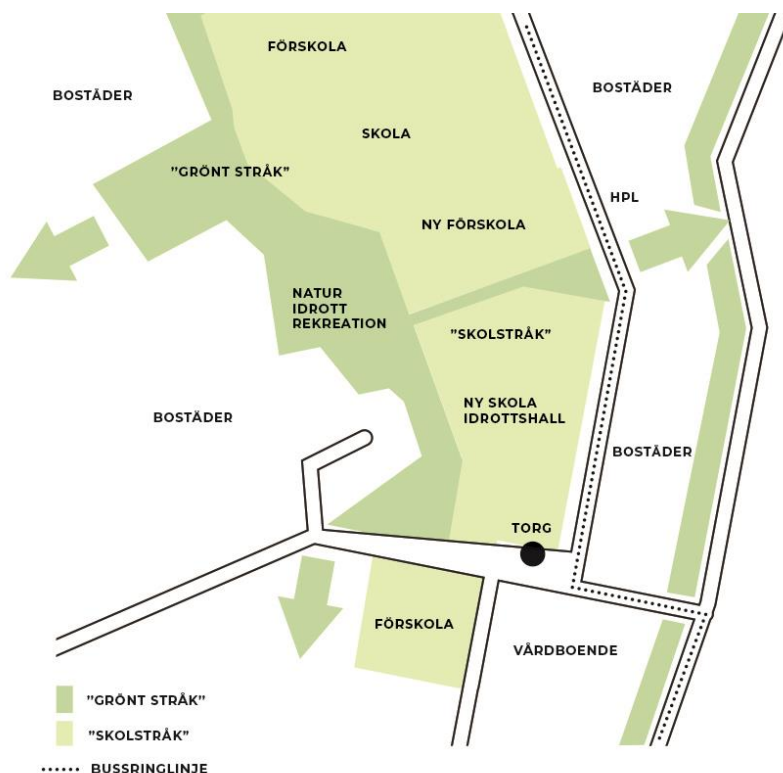 FÖRSKOLA
BOSTÄDER
BOSTÄDER
SKOLA
"GRÖNT STRÅK"
HPL
NY FÖRSKOLA
NATUR
IDROTT
REKREATION
"SKOLSTRÅK"
NY SKOLA
IDROTTSHALL
BOSTÄDER
BOSTÄDER
TORG
FÖRSKOLA
VÅRDBOENDE
"GRÖNT STRÅK"
"SKOLSTRÅK"
BUSSRINGLINJE